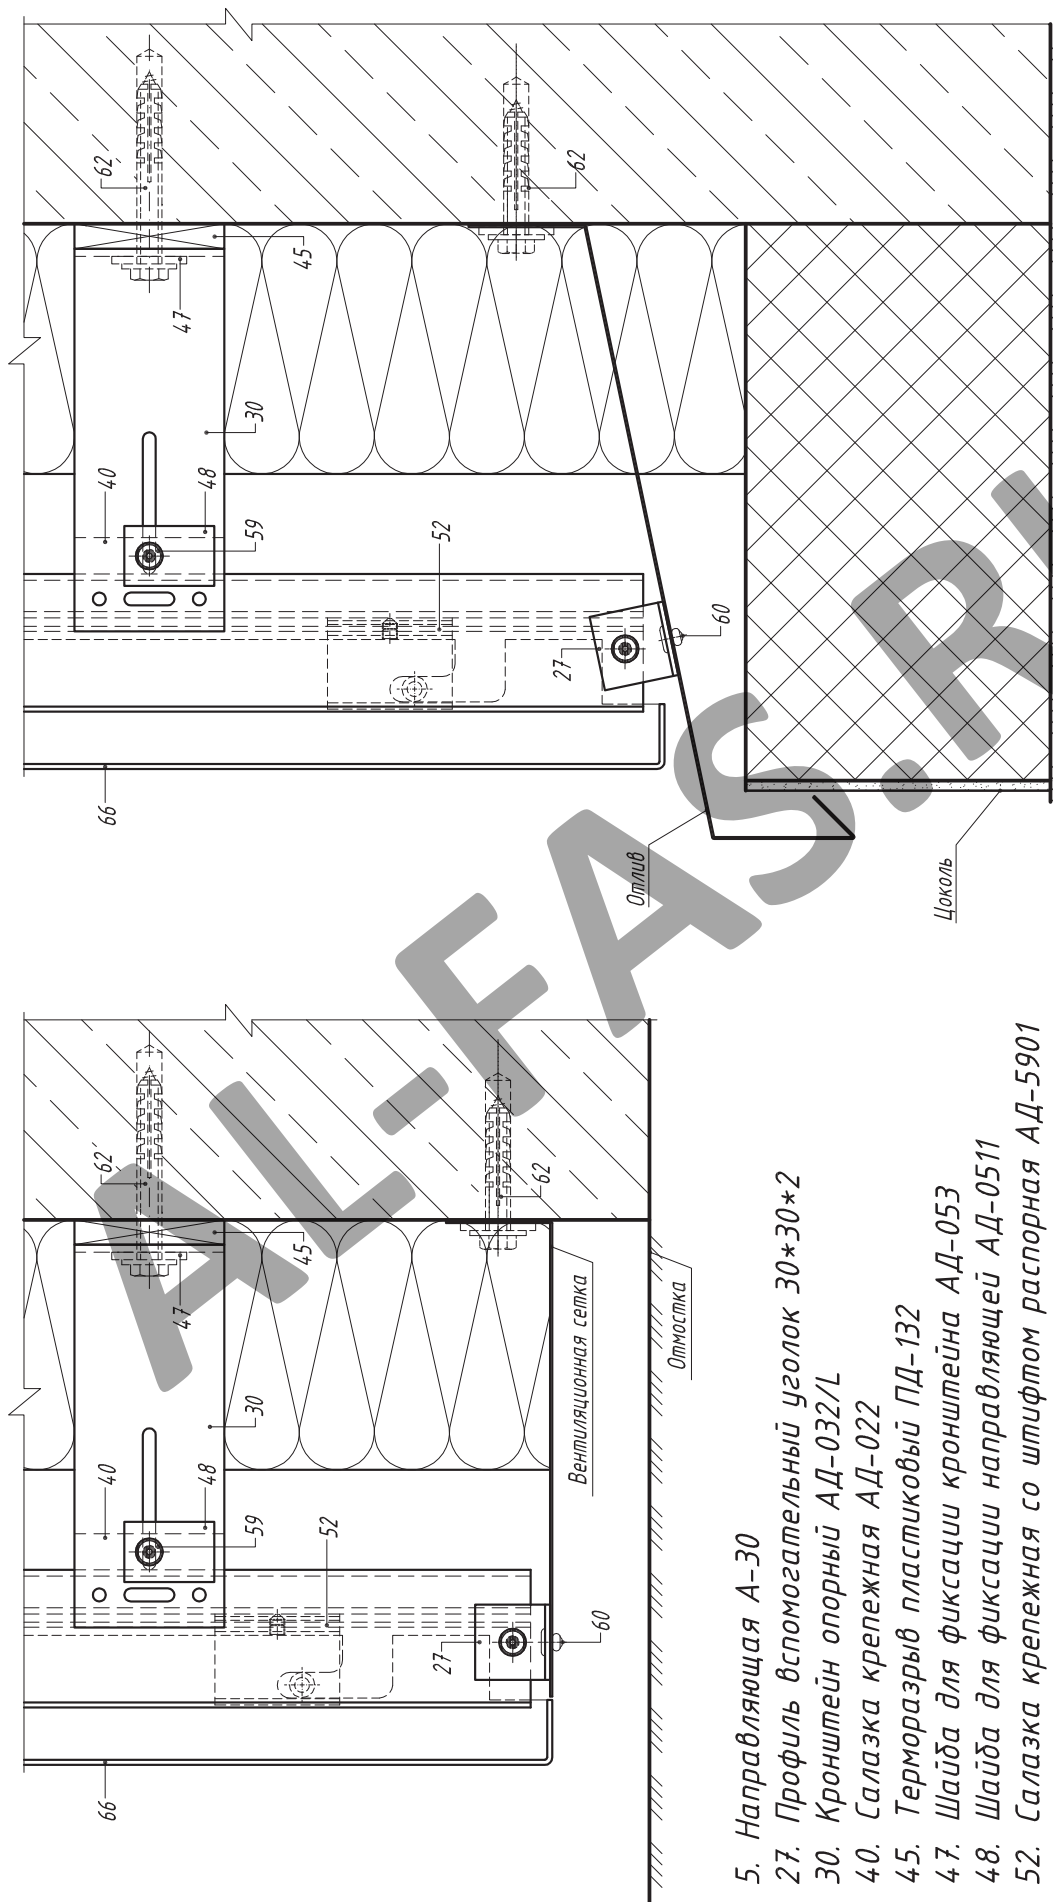 66
40
48
59
30
47
45
62
62
52
27
60
Вентиляционная сетка
Отмостка
66
40
48
59
30
47
45
62
62
52
27
60
Отлив
Цоколь
5. Направляющая А-30
27. Профиль вспомогательный уголок 30*30*2
30. Кронштейн опорный АД-032/L
40. Салазка крепежная АД-022
45. Терморазрыв пластиковый ПД-132
47. Шайба для фиксации кронштейна АД-053
48. Шайба для фиксации направляющей АД-0511
52. Салазка крепежная со штифтом распорная АД-5901
AL-FAS.RU